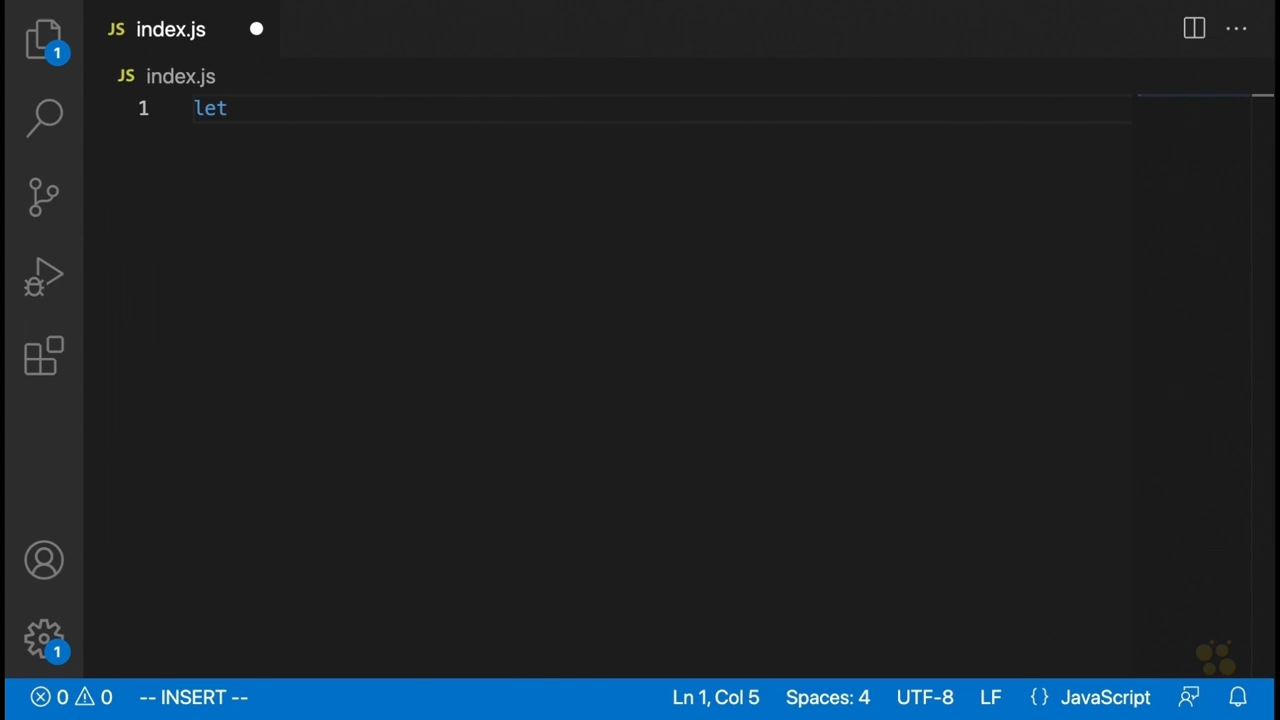 1
JS index.js
JS index.js
1 let
1
0 0 -- INSERT -- Ln 1, Col 5 Spaces: 4 UTF-8 LF {} JavaScript